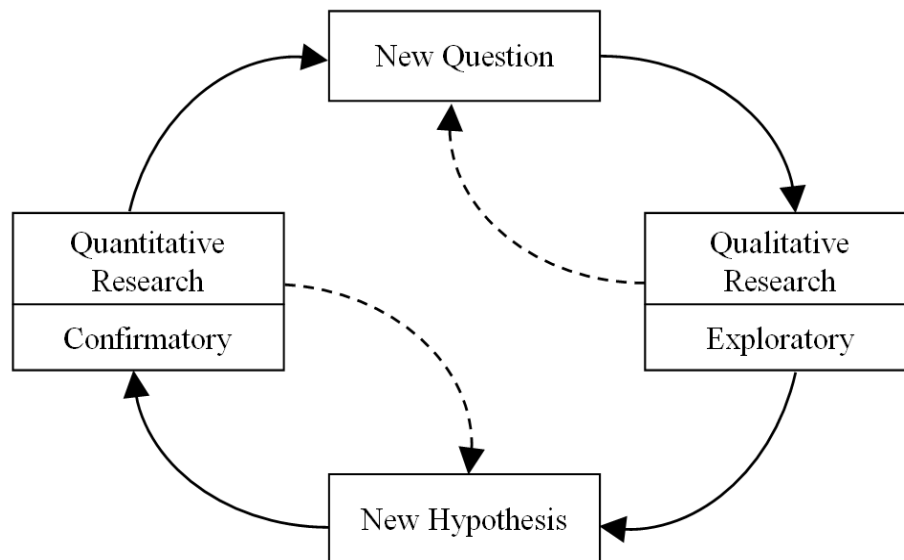 New Question
Quantitative
Research
Confirmatory
Qualitative
Research
Exploratory
New Hypothesis